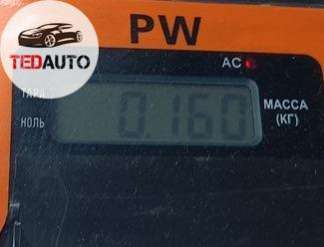 PW
TEDAUTO
AC
ТАРА
0.160
МАССА
(КГ)
НОЛЬ